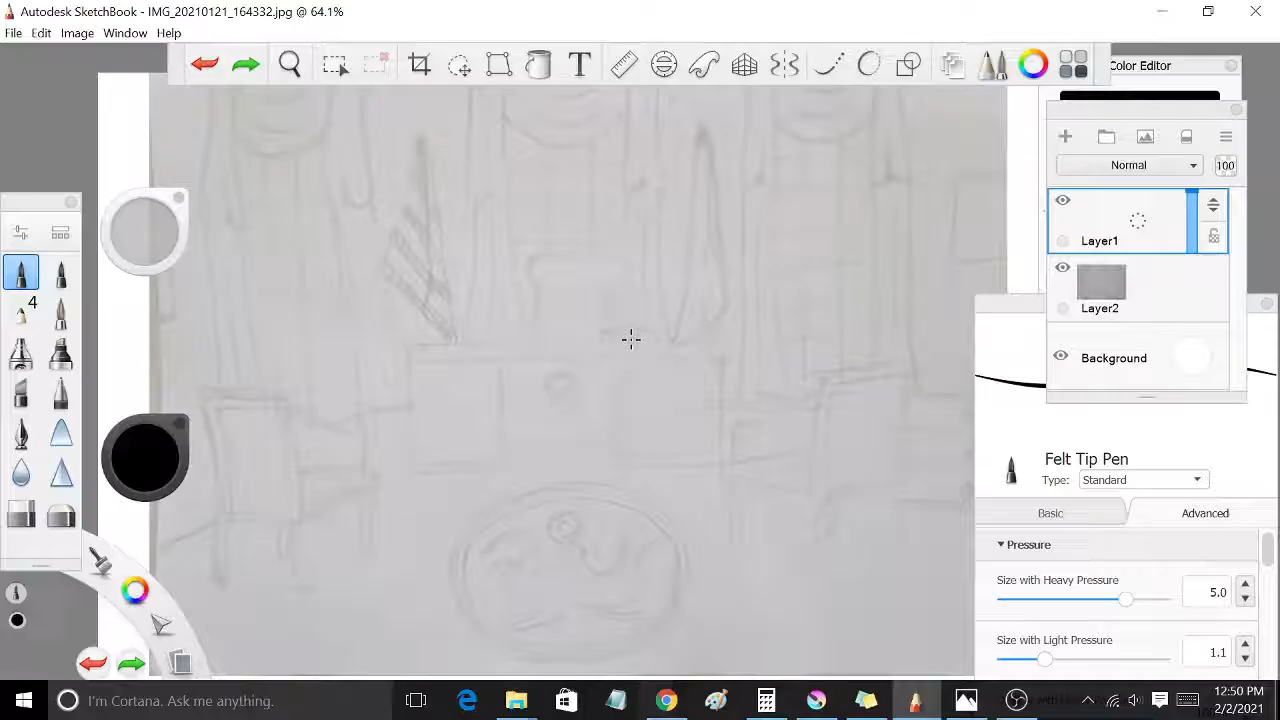 Autodesk SketchBook - IMG_20210121_164332.jpg @ 64.1%
File Edit Image Window Help
T
Color Editor
Normal
100
Layer1
4
Layer2
Background
Felt Tip Pen
Type: Standard
Basic Advanced
Pressure
Size with Heavy Pressure
5.0
Size with Light Pressure
1.1
I'm Cortana. Ask me anything.
12:50 PM
2/2/2021